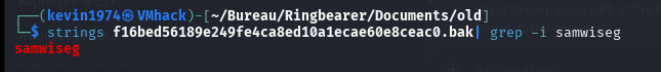 ┌──(kevin1974㉿VMhack)-[~/Bureau/Ringbearer/Documents/old]
└─$ strings f16bed56189e249fe4ca8ed10a1ecae60e8ceac0.bak| grep -i samwiseg
samwiseg